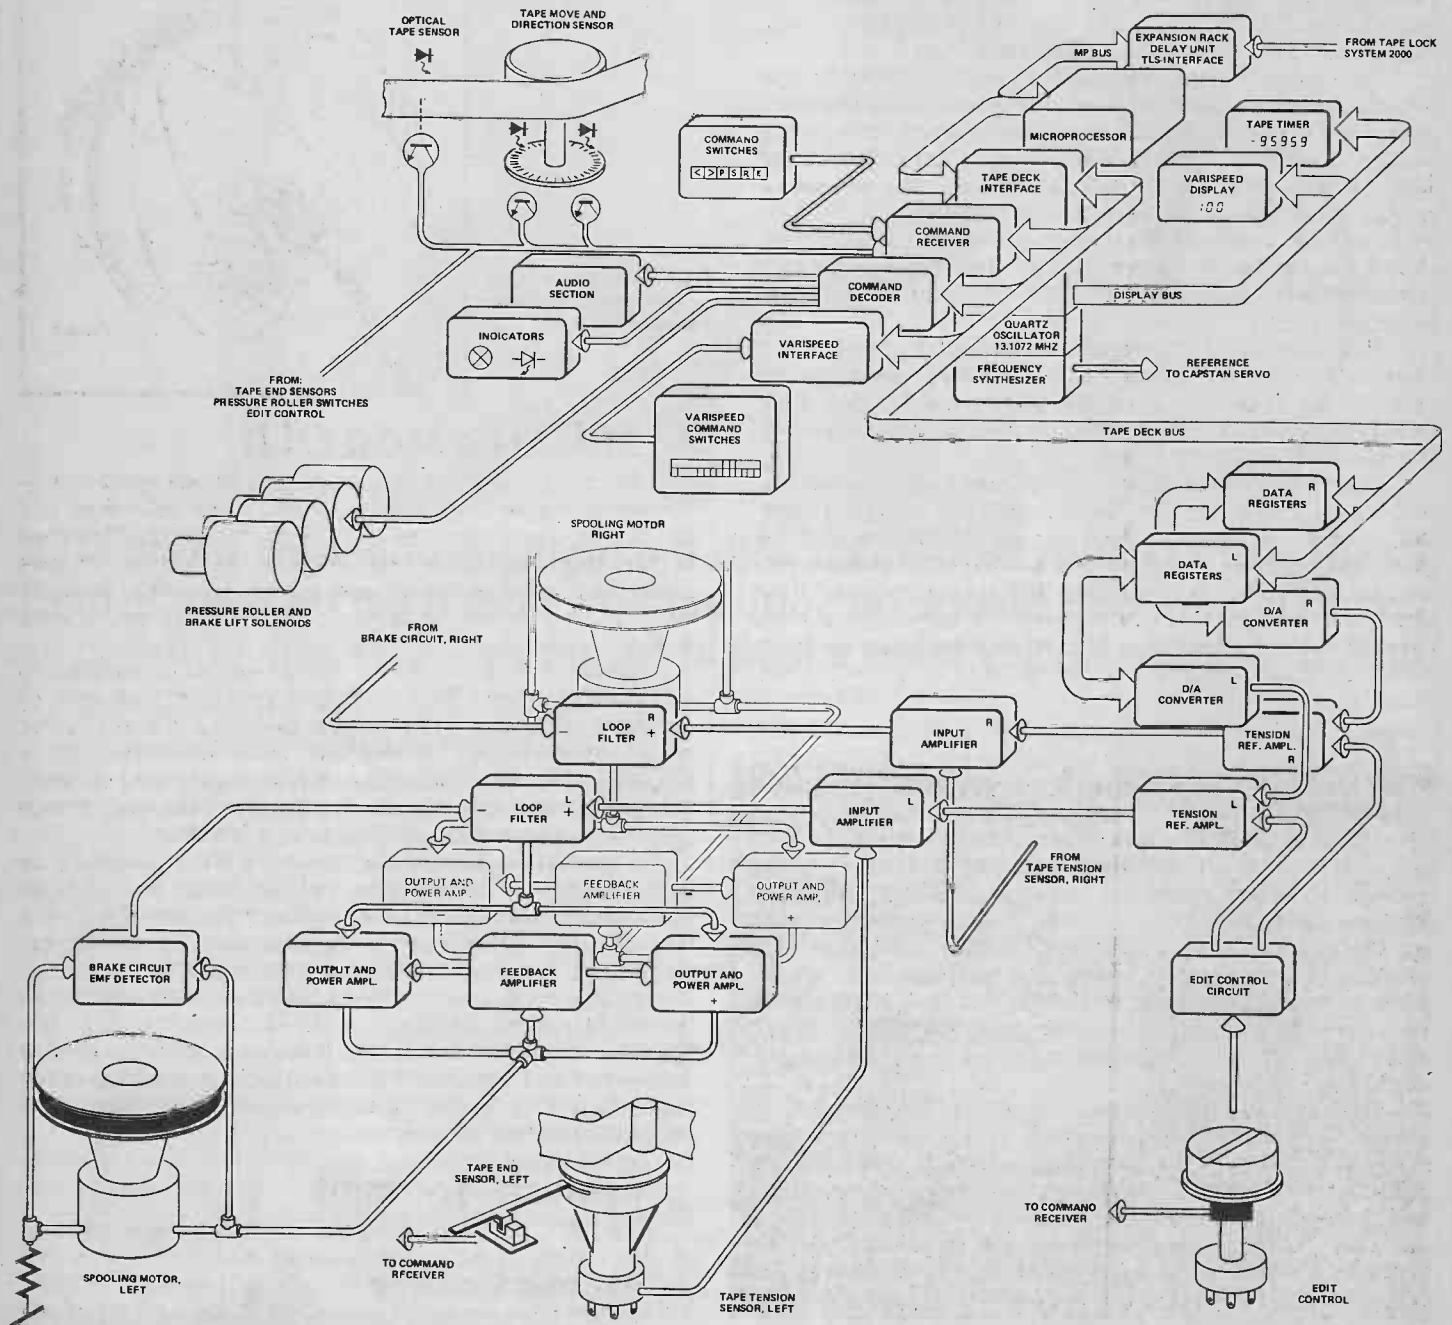 OPTICAL
TAPE SENSOR
TAPE MOVE AND
DIRECTION SENSOR
MP BUS
EXPANSION RACK
DELAY UNIT
TLS-INTERFACE
FROM TAPE LOCK
SYSTEM 2000
COMMAND
SWITCHES
< > P S R E
MICROPROCESSOR
TAPE TIMER
-95959
TAPE DECK
INTERFACE
VARISPEED
DISPLAY
:00
COMMAND
RECEIVER
AUDIO
SECTION
COMMAND
DECODER
DISPLAY BUS
INDICATORS
VARISPEED
INTERFACE
QUARTZ
OSCILLATOR
13.1072 MHZ
FREQUENCY
SYNTHESIZER
REFERENCE
TO CAPSTAN SERVO
FROM:
TAPE END SENSORS
PRESSURE ROLLER SWITCHES
EDIT CONTROL
VARISPEED
COMMAND
SWITCHES
TAPE DECK BUS
R
DATA
REGISTERS
SPOOLING MOTOR
RIGHT
L
DATA
REGISTERS
PRESSURE ROLLER AND
BRAKE LIFT SOLENOIDS
R
D/A
CONVERTER
FROM
BRAKE CIRCUIT, RIGHT
L
D/A
CONVERTER
R
LOOP
FILTER
- +
R
INPUT
AMPLIFIER
TENSION
REF. AMPL.
R
L
LOOP
FILTER
- +
L
INPUT
AMPLIFIER
L
TENSION
REF. AMPL.
FROM
TAPE TENSION
SENSOR, RIGHT
OUTPUT AND
POWER AMP.
-
FEEDBACK
AMPLIFIER
-
OUTPUT AND
POWER AMP.
+
BRAKE CIRCUIT
EMF DETECTOR
OUTPUT AND
POWER AMPL.
-
FEEDBACK
AMPLIFIER
OUTPUT AND
POWER AMPL.
+
EDIT CONTROL
CIRCUIT
TAPE END
SENSOR, LEFT
TO COMMAND
RECEIVER
TO COMMAND
RECEIVER
SPOOLING MOTOR,
LEFT
TAPE TENSION
SENSOR, LEFT
EDIT
CONTROL